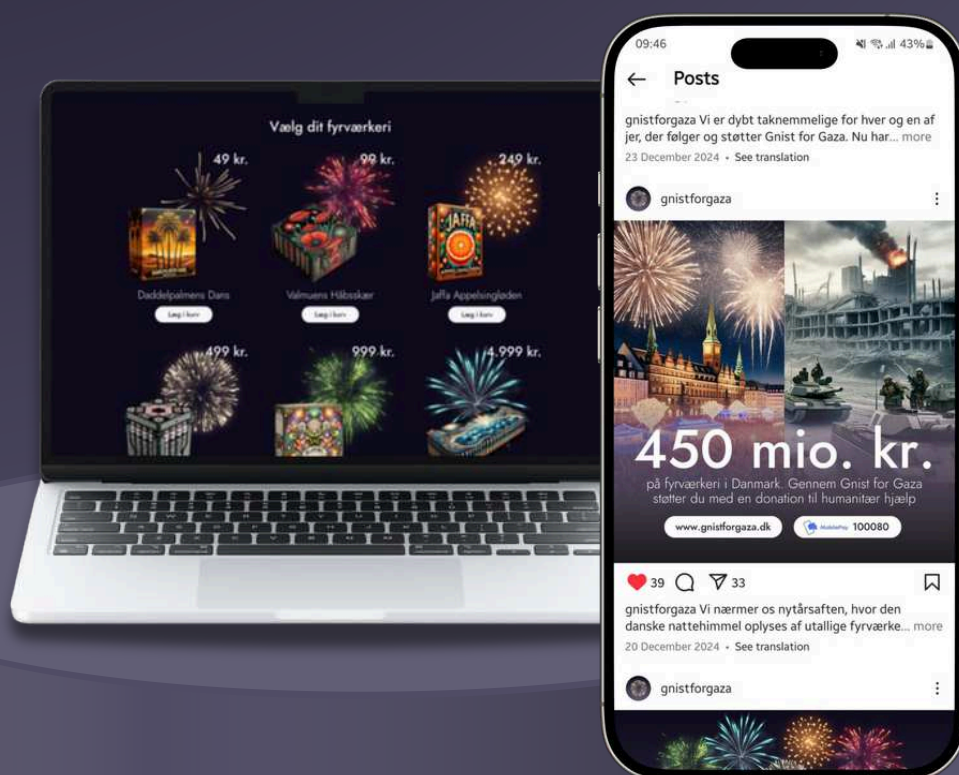 Vælg dit fyrværkeri
49 kr.
99 kr.
249 kr.
JAFFA
Daddelpalmens Dans
Valmuens Håbsskær
Jaffa Appelsingløden
Læg i kurv
Læg i kurv
Læg i kurv
499 kr.
999 kr.
4.999 kr.
09:46
43%
Posts
gnistforgaza Vi er dybt taknemmelige for hver og en af
jer, der følger og støtter Gnist for Gaza. Nu har... more
23 December 2024 • See translation
gnistforgaza
450 mio. kr.
på fyrværkeri i Danmark. Gennem Gnist for Gaza
støtter du med en donation til humanitær hjælp
www.gnistforgaza.dk
MobilePay 100080
39
33
gnistforgaza Vi nærmer os nytårsaften, hvor den
danske nattehimmel oplyses af utallige fyrværke... more
20 December 2024 • See translation
gnistforgaza